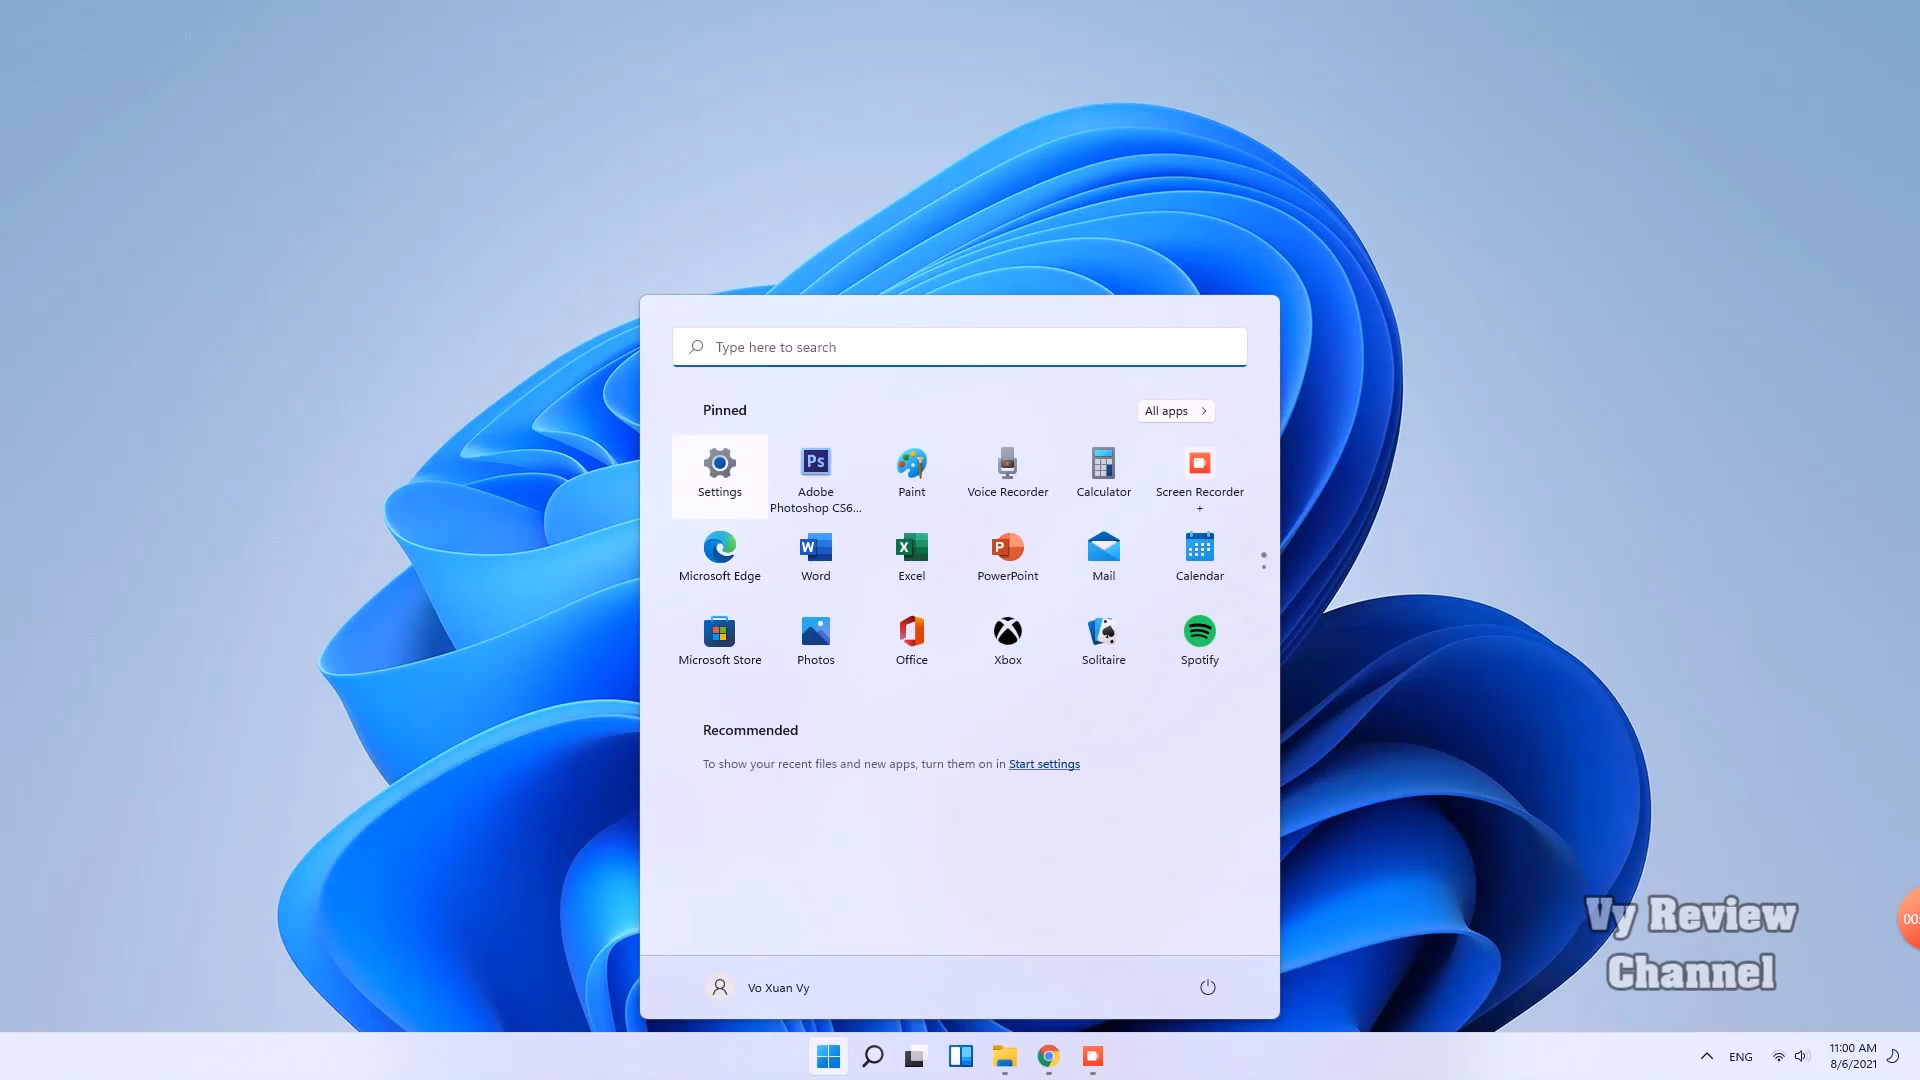 Type here to search
Pinned
All apps
Settings
Adobe
Photoshop CS6...
Paint
Voice Recorder
Calculator
Screen Recorder
+
Microsoft Edge
Word
Excel
PowerPoint
Mail
Calendar
Microsoft Store
Photos
Office
Xbox
Solitaire
Spotify
Recommended
To show your recent files and new apps, turn them on in Start settings
Vy Review
Channel
00:
Vo Xuan Vy
ENG
11:00 AM
8/6/2021